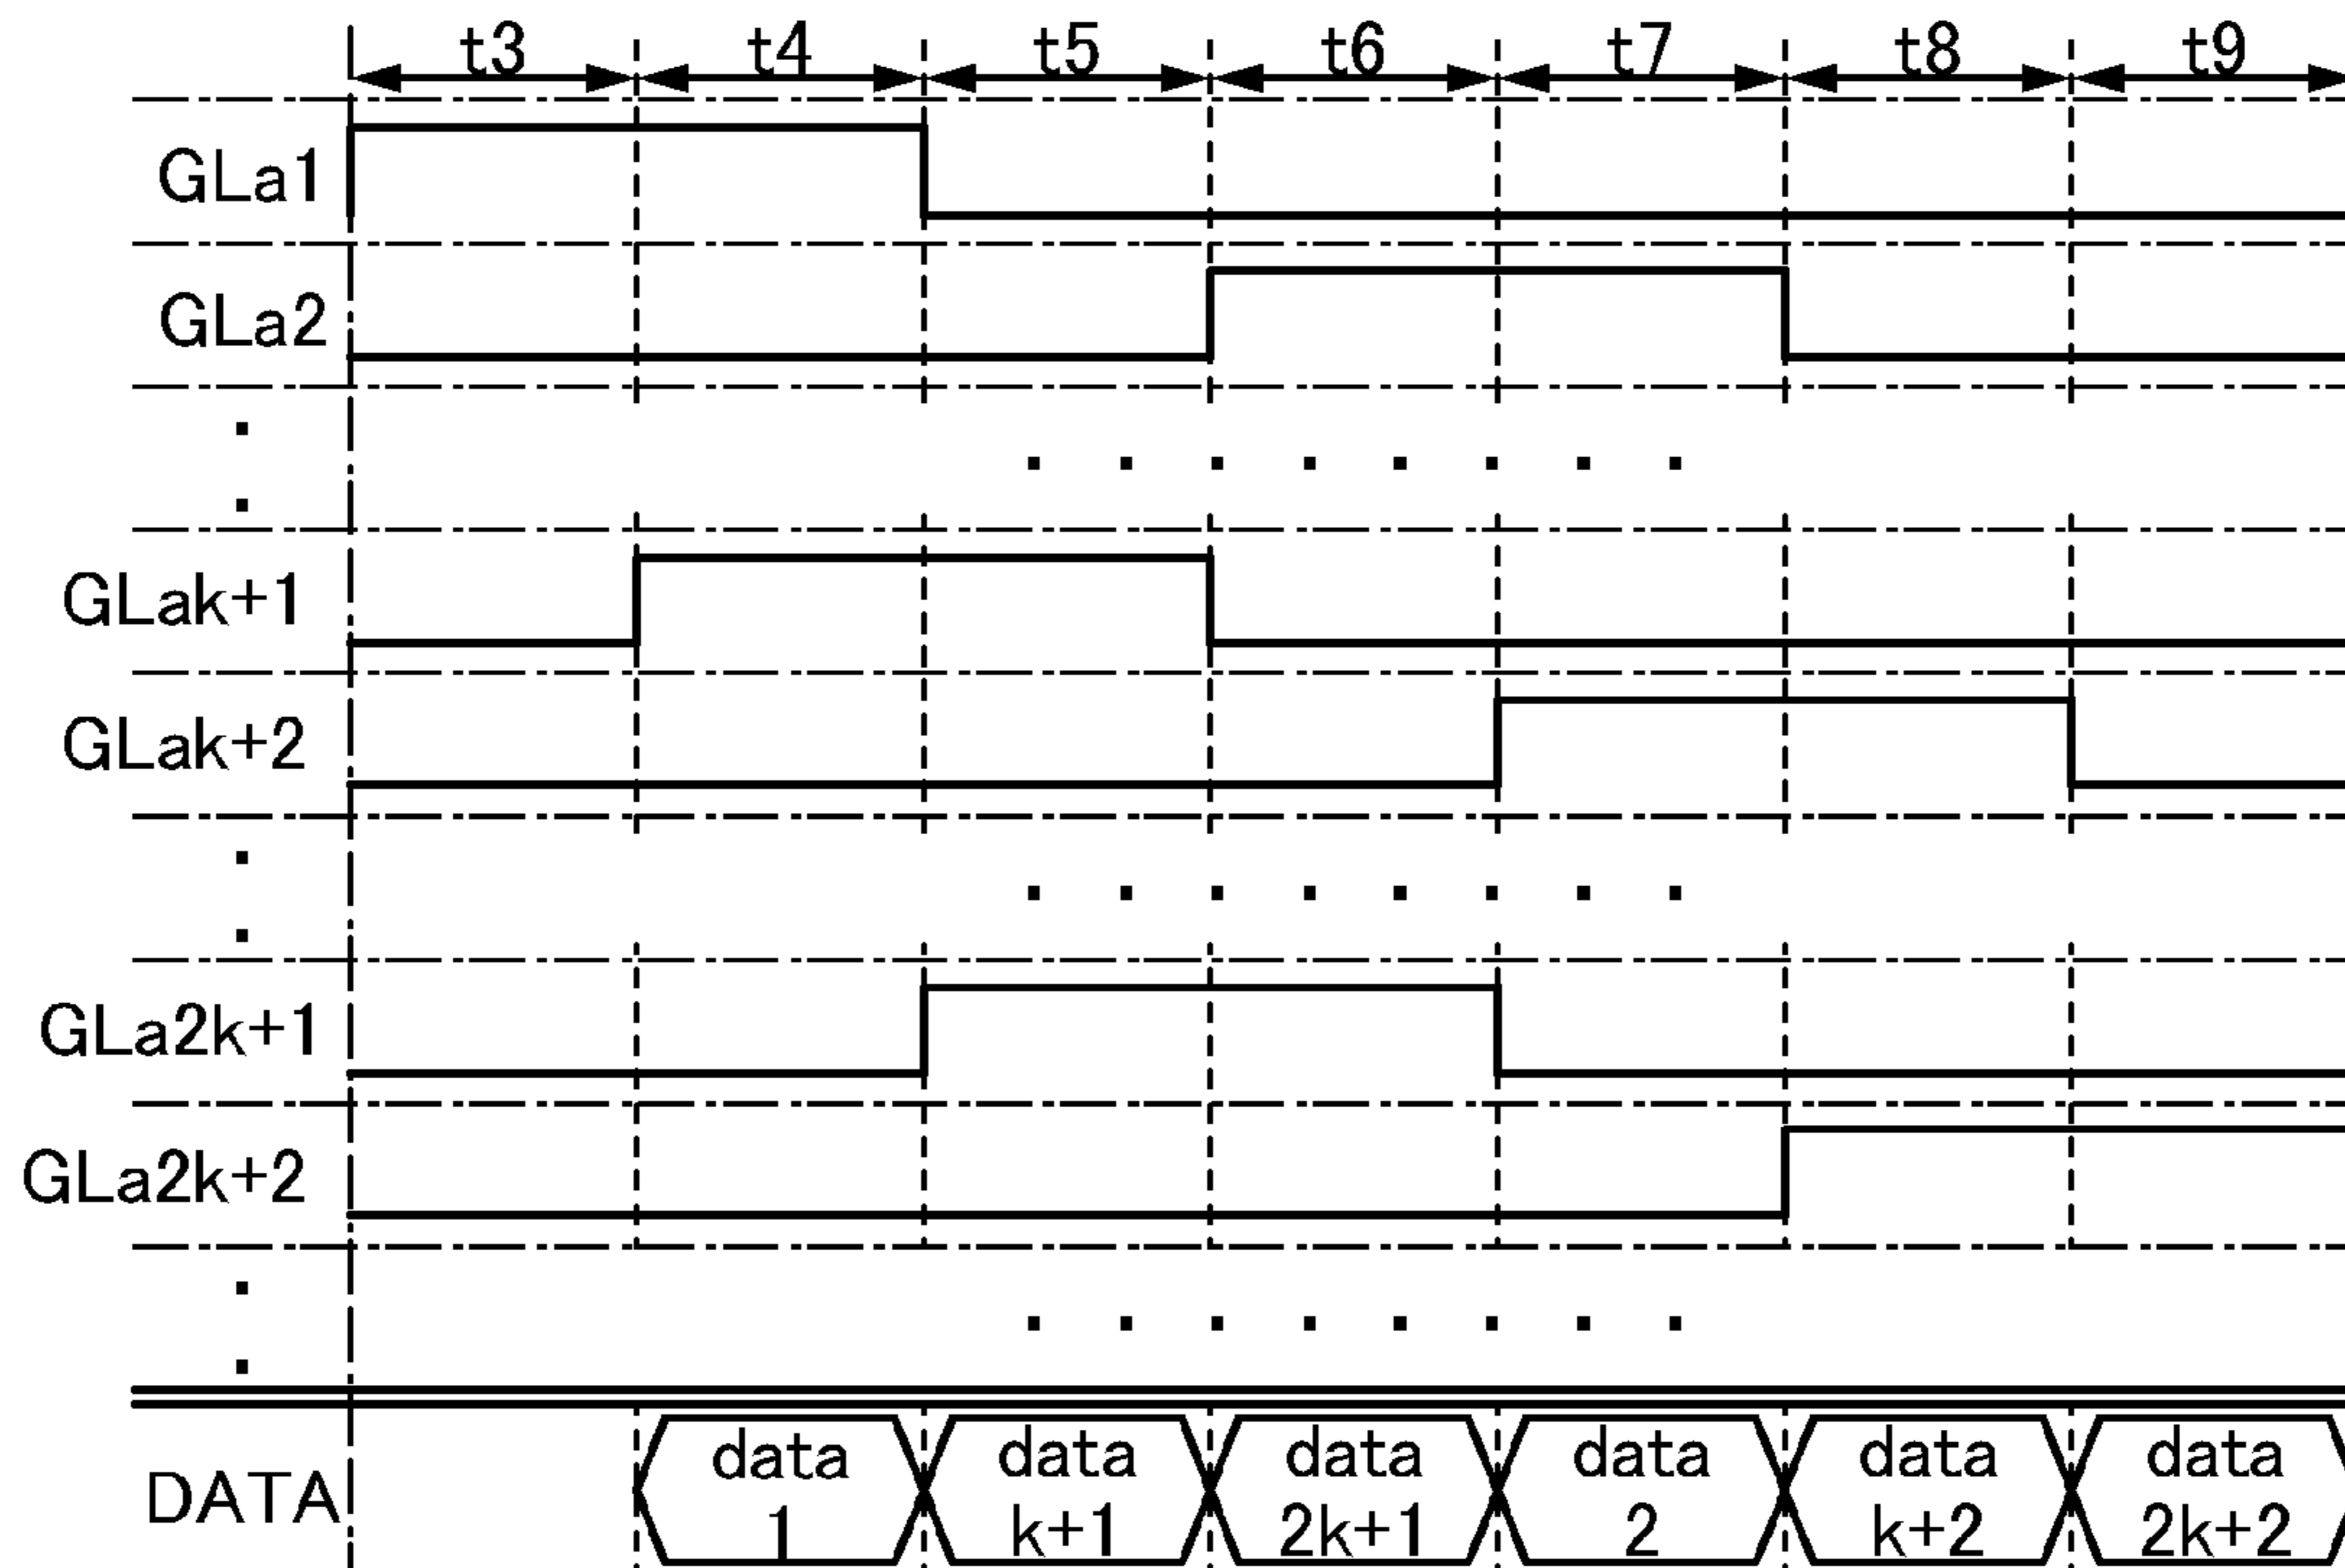 t3 t4 t5 t6 t7 t8 t9
GLa1
GLa2
GLak+1
GLak+2
GLa2k+1
GLa2k+2
DATA
data 1
data k+1
data 2k+1
data 2
data k+2
data 2k+2